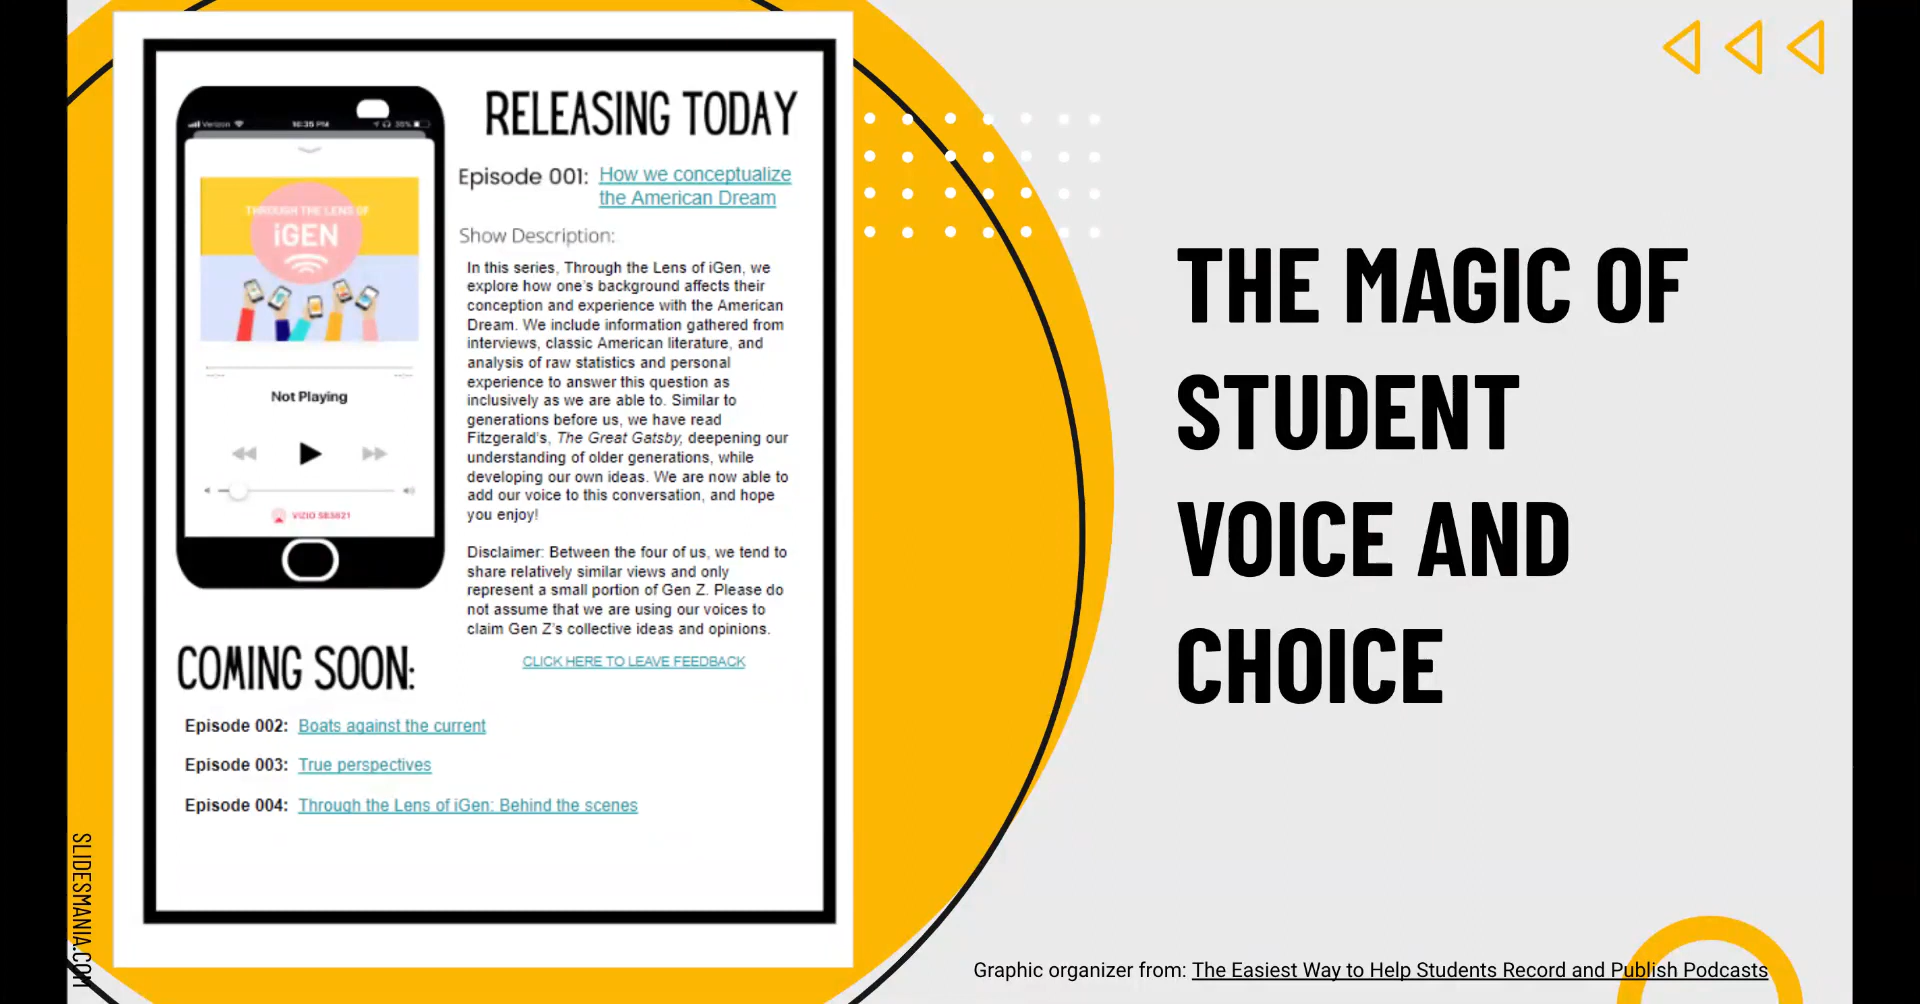 RELEASING TODAY
Episode 001: How we conceptualize
the American Dream
Show Description:
In this series, Through the Lens of iGen, we
explore how one's background affects their
conception and experience with the American
Dream. We include information gathered from
interviews, classic American literature, and
analysis of raw statistics and personal
experience to answer this question as
inclusively as we are able to. Similar to
generations before us, we have read
Fitzgerald's, The Great Gatsby, deepening our
understanding of older generations, while
developing our own ideas. We are now able to
add our voice to this conversation, and hope
you enjoy!
Disclaimer: Between the four of us, we tend to
share relatively similar views and only
represent a small portion of Gen Z. Please do
not assume that we are using our voices to
claim Gen Z's collective ideas and opinions.
CLICK HERE TO LEAVE FEEDBACK
Verizon
10:35 PM
35%
THROUGH THE LENS OF
iGEN
Not Playing
VIZIO SB3621
COMING SOON:
Episode 002: Boats against the current
Episode 003: True perspectives
Episode 004: Through the Lens of iGen: Behind the scenes
THE MAGIC OF
STUDENT
VOICE AND
CHOICE
Graphic organizer from: The Easiest Way to Help Students Record and Publish Podcasts
SLIDESMANIA.COM